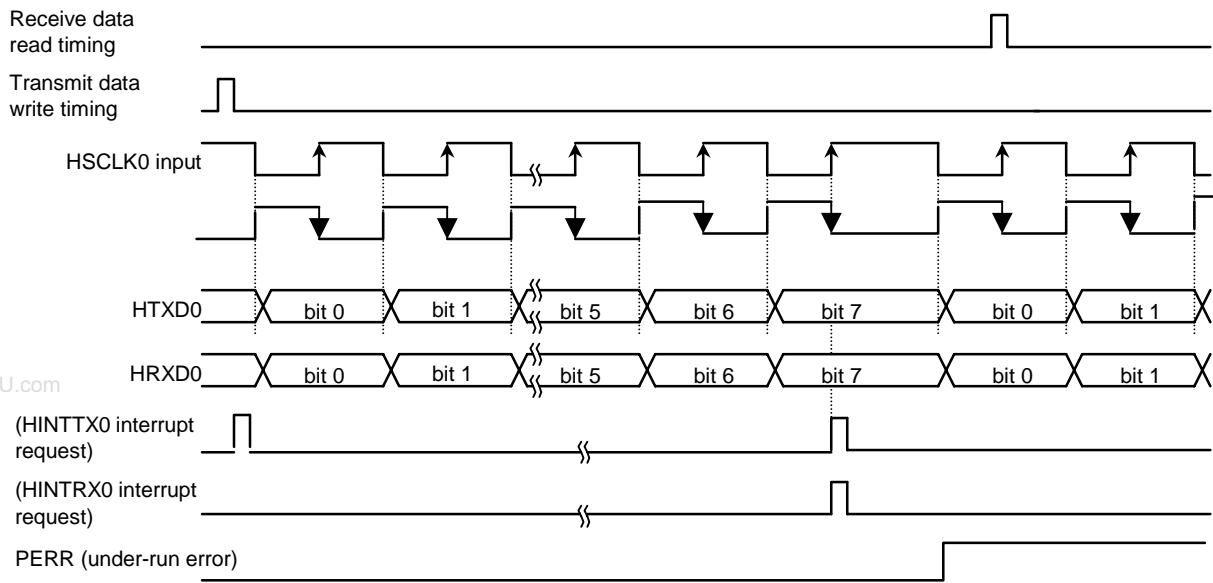 Receive data
read timing
Transmit data
write timing
HSCLK0 input
HTXD0 bit 0 bit 1 bit 5 bit 6 bit 7 bit 0 bit 1
HRXD0 bit 0 bit 1 bit 5 bit 6 bit 7 bit 0 bit 1
U.com
(HINTTX0 interrupt
request)
(HINTRX0 interrupt
request)
PERR (under-run error)